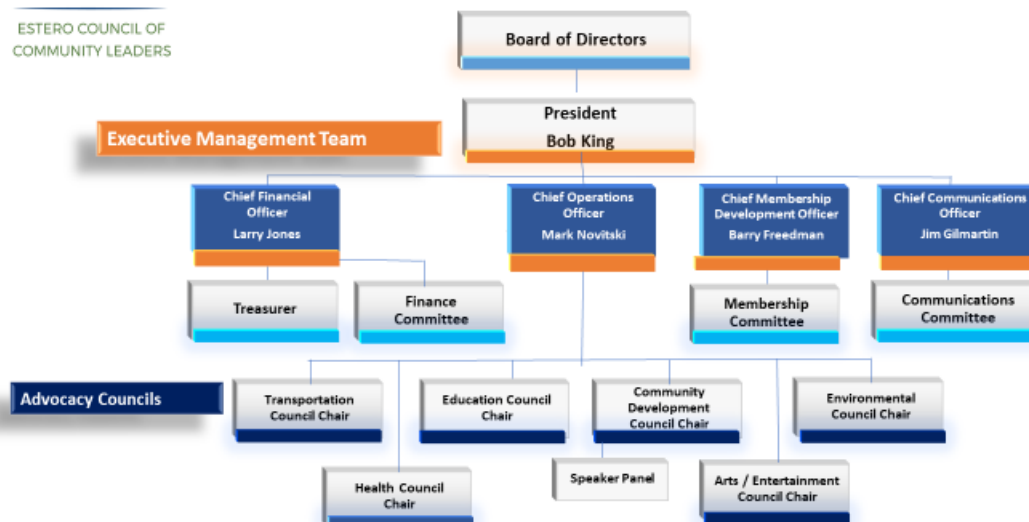 ESTERO COUNCIL OF
COMMUNITY LEADERS
Board of Directors
President
Bob King
Executive Management Team
Chief Financial
Officer
Larry Jones
Chief Operations
Officer
Mark Novitski
Chief Membership
Development Officer
Barry Freedman
Chief Communications
Officer
Jim Gilmartin
Treasurer
Finance
Committee
Membership
Committee
Communications
Committee
Advocacy Councils
Transportation
Council Chair
Education Council
Chair
Community
Development
Council Chair
Environmental
Council Chair
Health Council
Chair
Speaker Panel
Arts / Entertainment
Council Chair